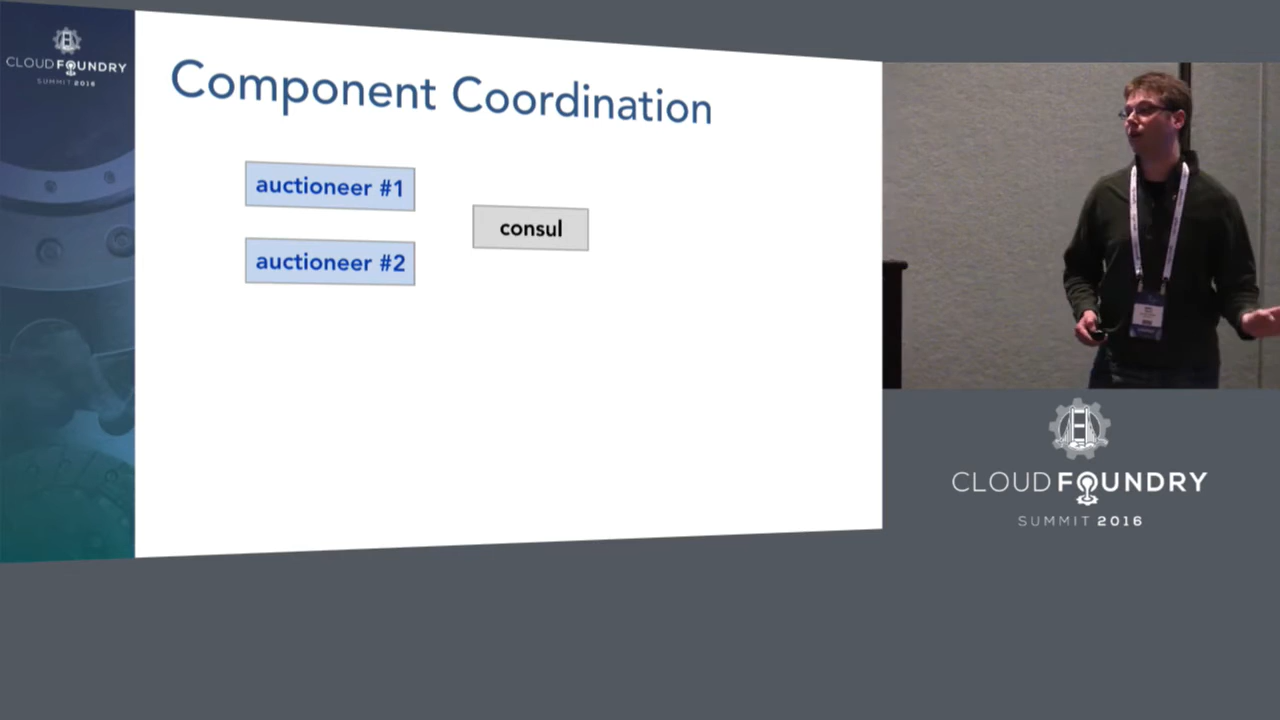 CLOUD FOUNDRY
SUMMIT 2016
Component Coordination
auctioneer #1
auctioneer #2
consul
CLOUD FOUNDRY
SUMMIT 2016